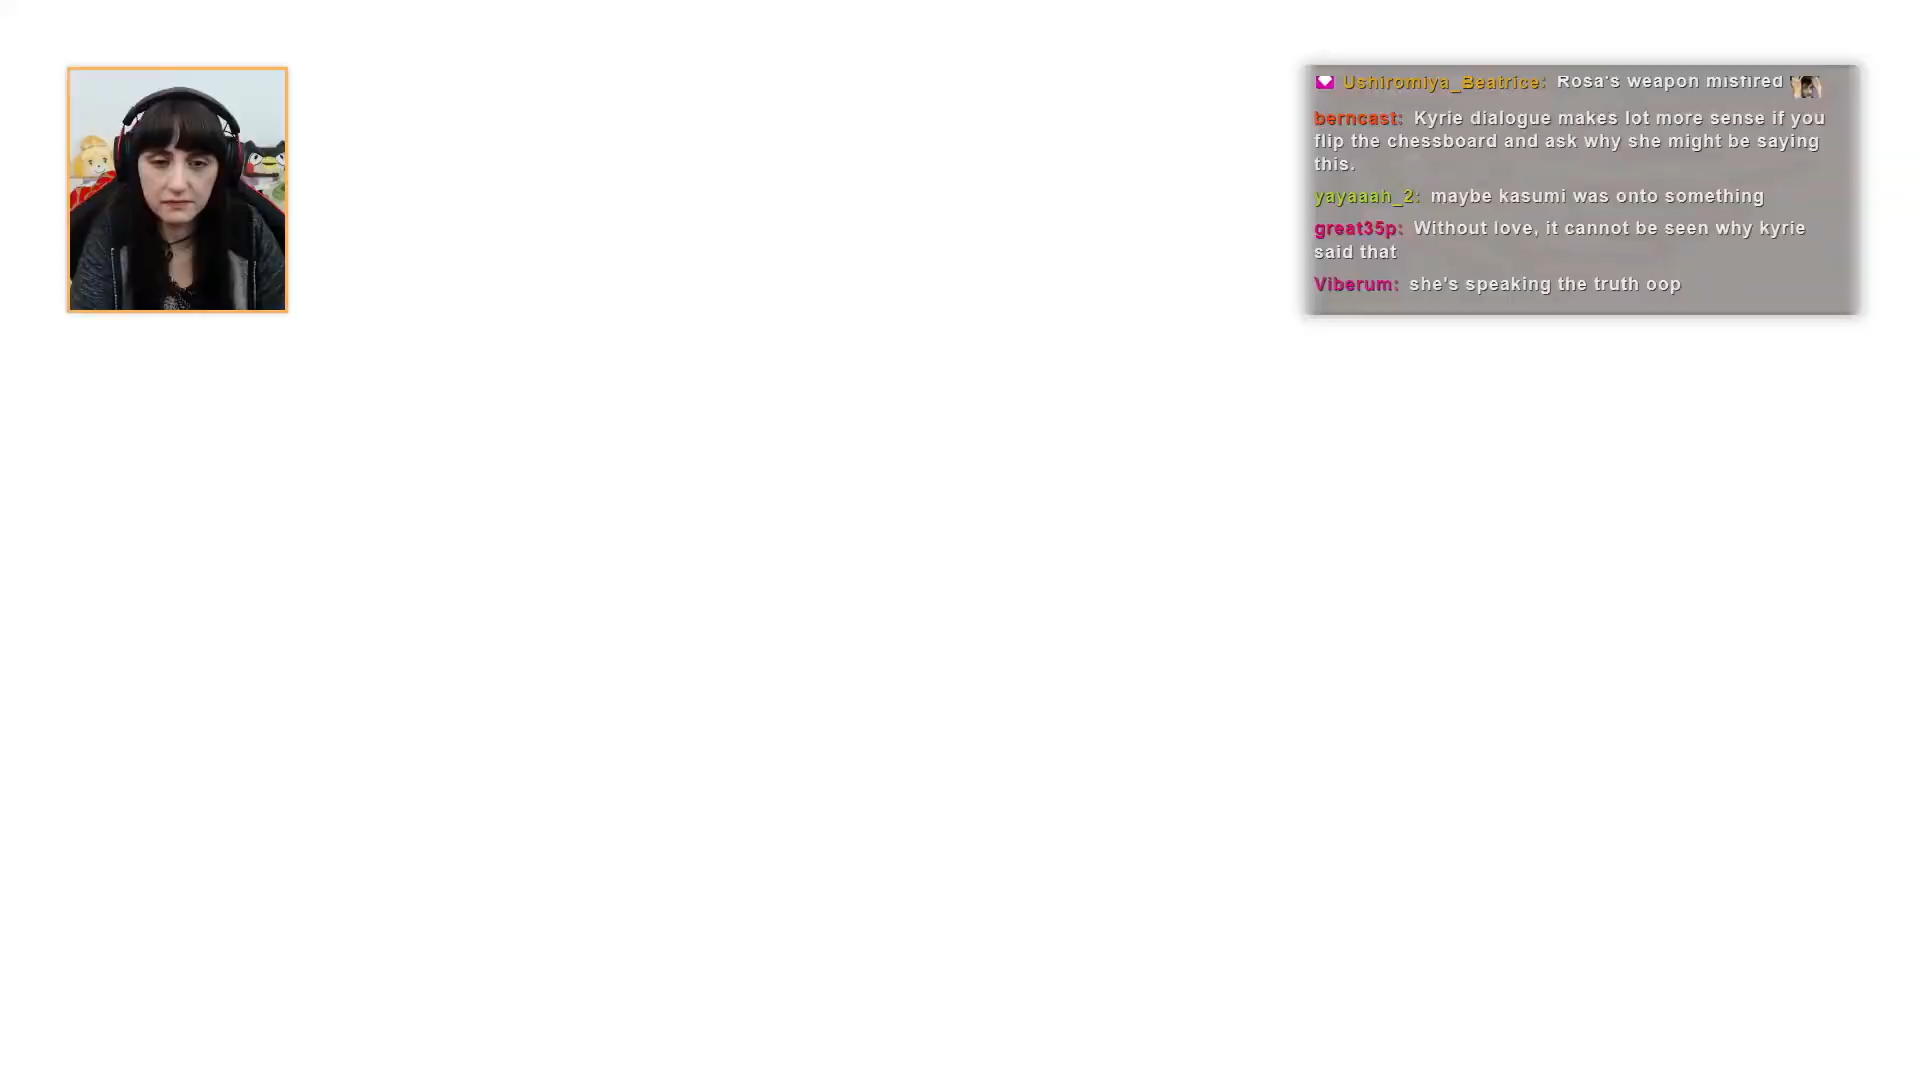 Ushiromiya_Beatrice: Rosa's weapon misfired
berncast: Kyrie dialogue makes lot more sense if you
flip the chessboard and ask why she might be saying
this.
yayaaah_2: maybe kasumi was onto something
great35p: Without love, it cannot be seen why kyrie
said that
Viberum: she's speaking the truth oop